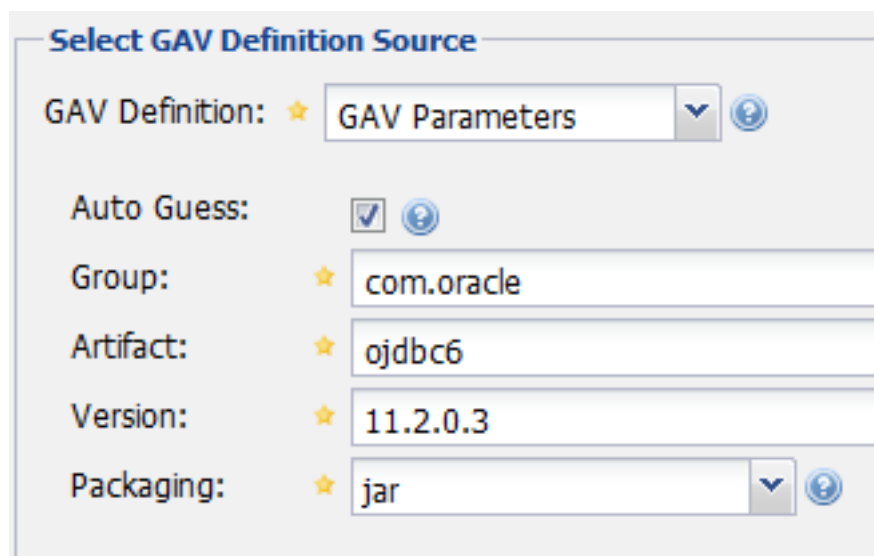 Select GAV Definition Source
GAV Definition: GAV Parameters
Auto Guess:
Group: com.oracle
Artifact: ojdbc6
Version: 11.2.0.3
Packaging: jar